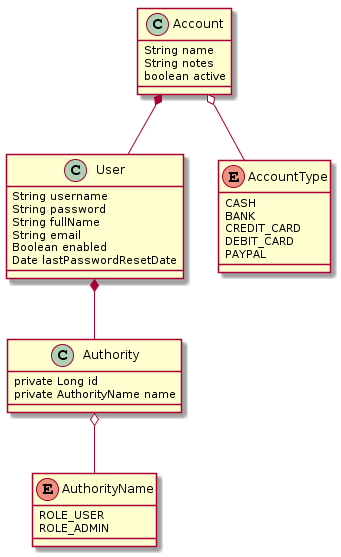 C Account
String name
String notes
boolean active
C User
String username
String password
String fullName
String email
Boolean enabled
Date lastPasswordResetDate
E AccountType
CASH
BANK
CREDIT_CARD
DEBIT_CARD
PAYPAL
C Authority
private Long id
private AuthorityName name
E AuthorityName
ROLE_USER
ROLE_ADMIN